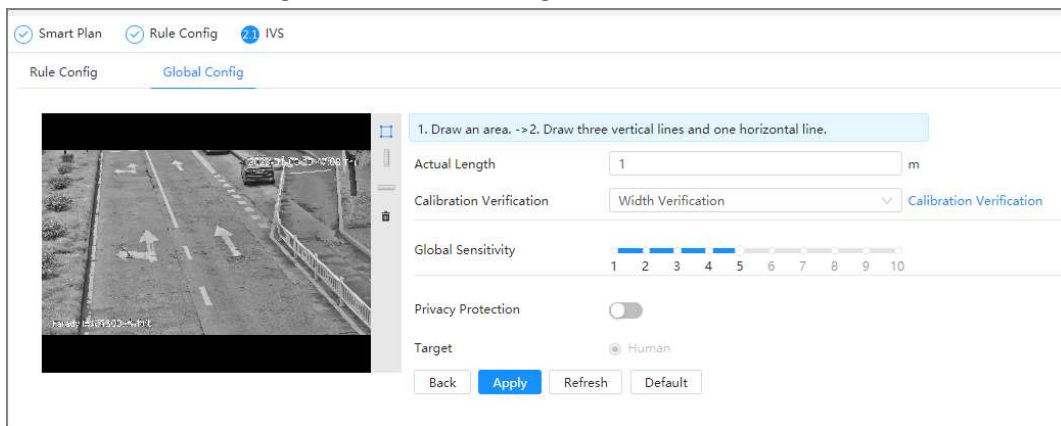 Smart Plan Rule Config 2.1 IVS
Rule Config Global Config
1. Draw an area. ->2. Draw three vertical lines and one horizontal line.
Actual Length 1 m
Calibration Verification Width Verification Calibration Verification
Global Sensitivity
1 2 3 4 5 6 7 8 9 10
Privacy Protection
Target Human
Back Apply Refresh Default